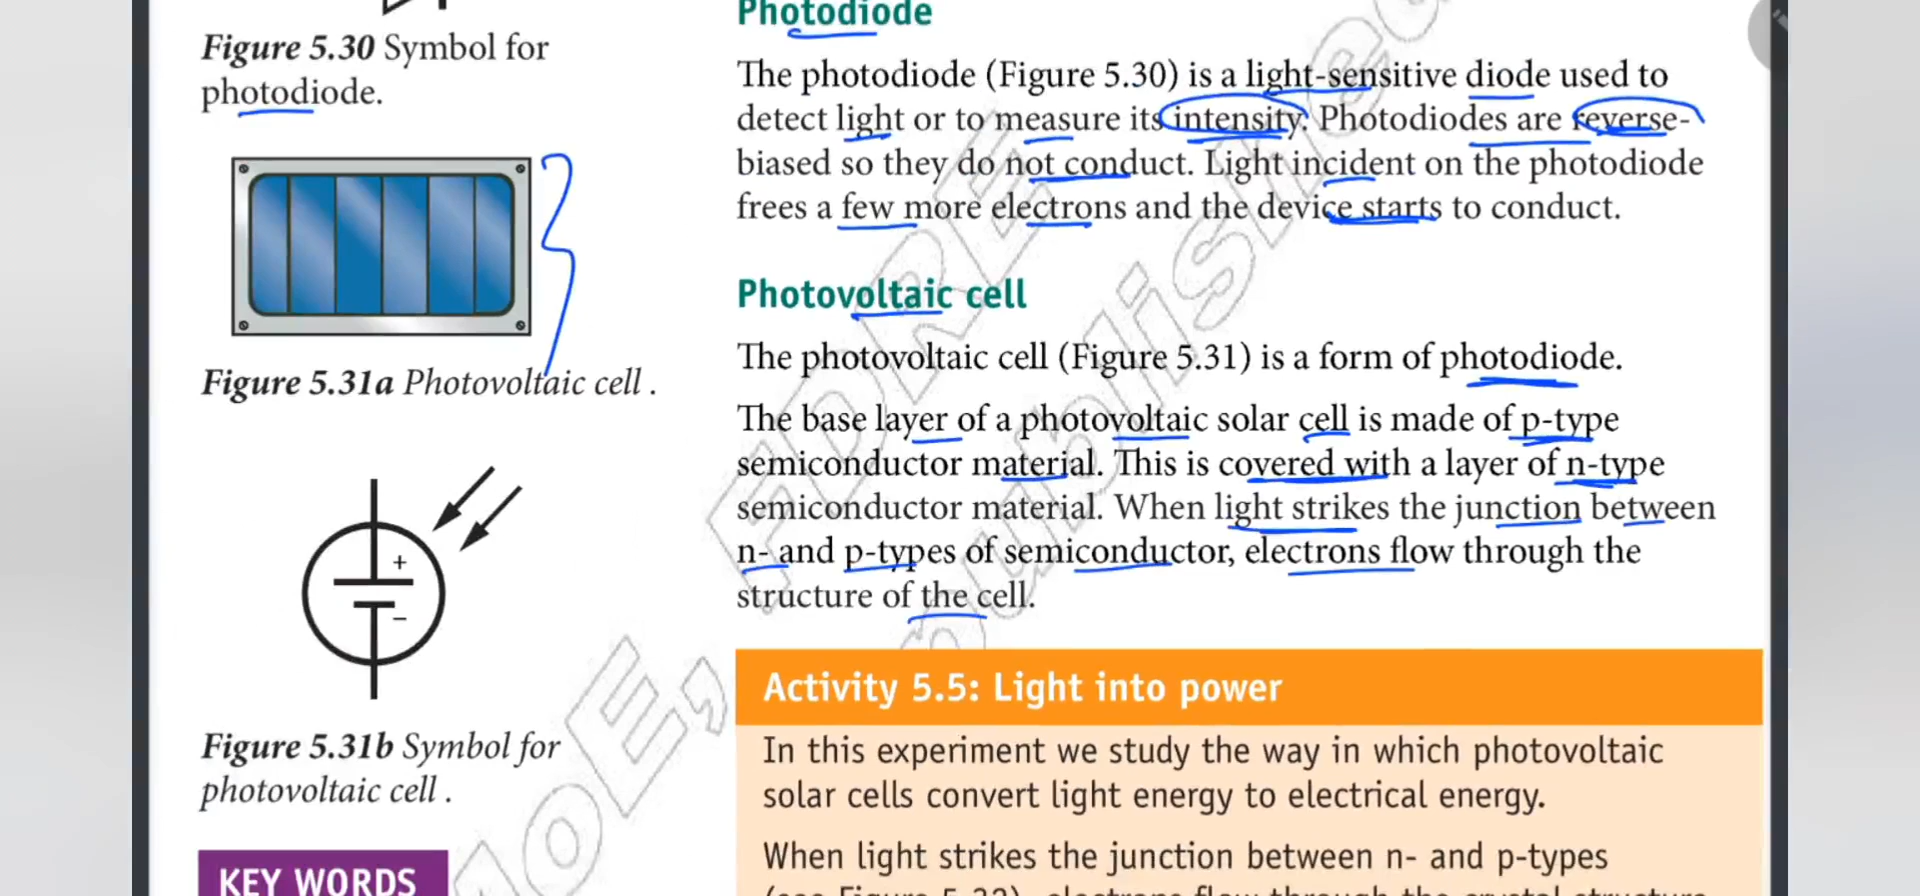 Photodiode
Figure 5.30 Symbol for
photodiode.
The photodiode (Figure 5.30) is a light-sensitive diode used to
detect light or to measure its intensity. Photodiodes are reverse-
biased so they do not conduct. Light incident on the photodiode
frees a few more electrons and the device starts to conduct.
Figure 5.31a Photovoltaic cell .
Photovoltaic cell
The photovoltaic cell (Figure 5.31) is a form of photodiode.
The base layer of a photovoltaic solar cell is made of p-type
semiconductor material. This is covered with a layer of n-type
semiconductor material. When light strikes the junction between
n- and p-types of semiconductor, electrons flow through the
structure of the cell.
+
−
Figure 5.31b Symbol for
photovoltaic cell .
Activity 5.5: Light into power
In this experiment we study the way in which photovoltaic
solar cells convert light energy to electrical energy.
When light strikes the junction between n- and p-types
KEY WORDS
MoE, FDRE